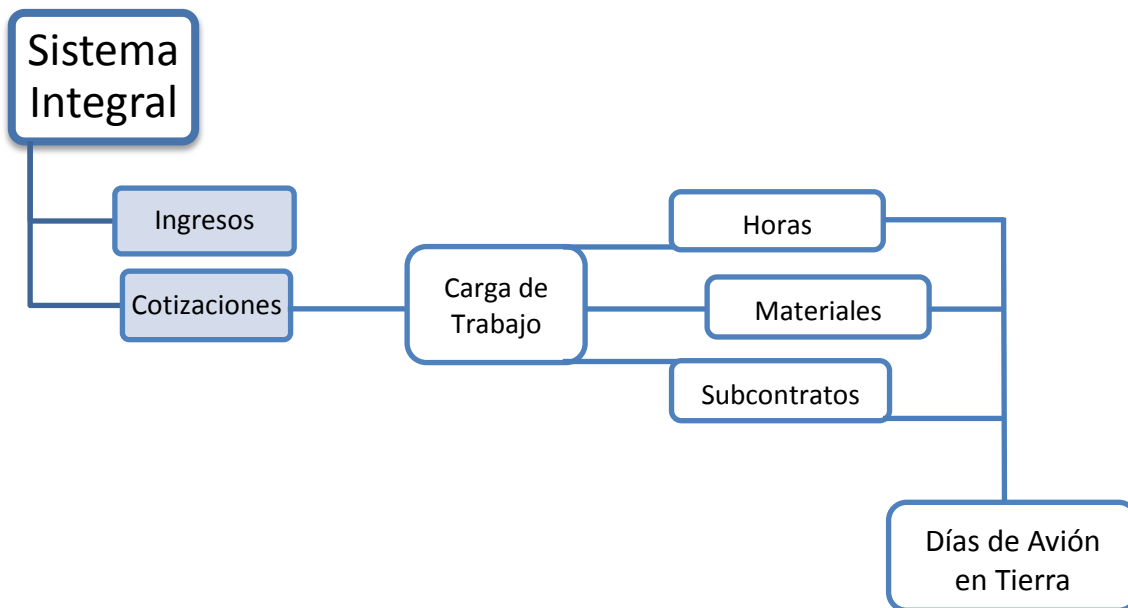 Sistema
Integral
Ingresos
Cotizaciones
Carga de
Trabajo
Horas
Materiales
Subcontratos
Días de Avión
en Tierra